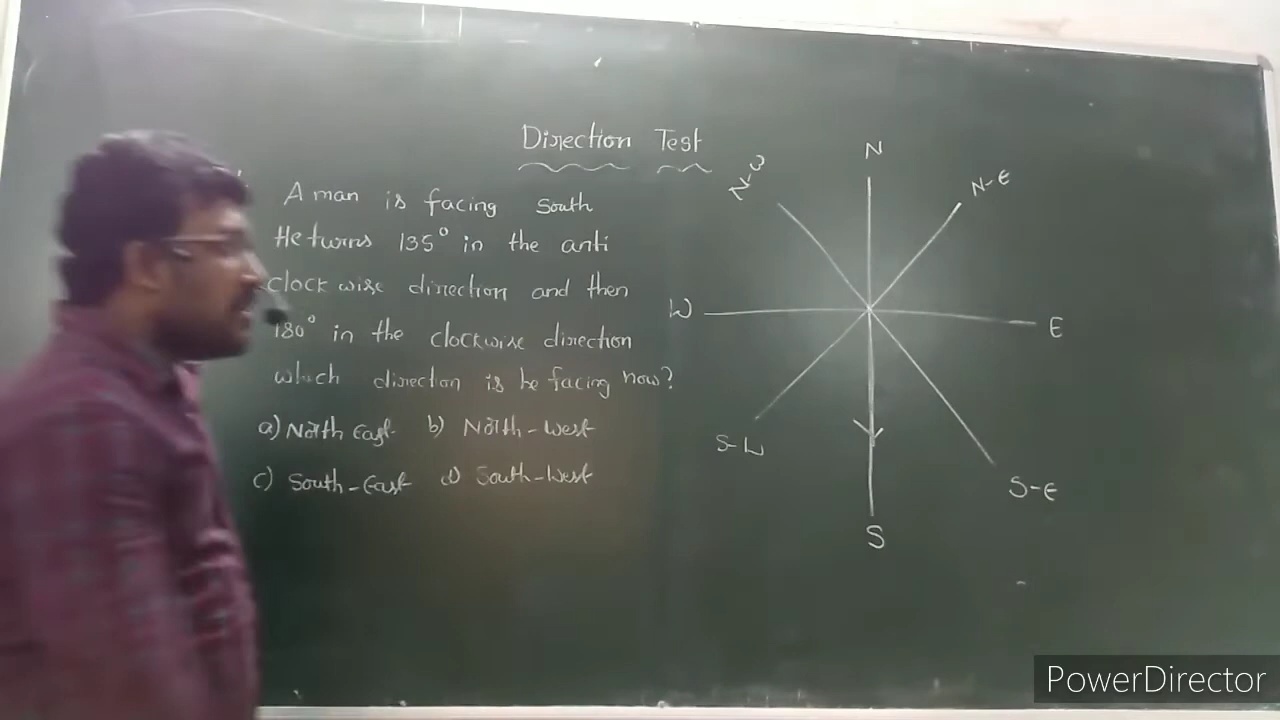 Direction Test
A man is facing South
He turns 135° in the anti
clock wise direction and then
180° in the clockwise direction
which direction is he facing now?
a) North East b) North-West
c) South-East d) South-West
N
N-W
N-E
W
E
S-W
S-E
S
PowerDirector